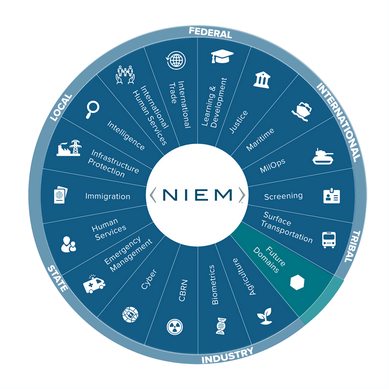 FEDERAL
INTERNATIONAL
TRIBAL
INDUSTRY
STATE
LOCAL
NIEM
Learning &
Development
Justice
Maritime
MilOps
Screening
Surface
Transportation
Future
Domains
Agriculture
Biometrics
CBRN
Cyber
Emergency
Management
Human
Services
Immigration
Infrastructure
Protection
Intelligence
International
Human Services
International
Trade